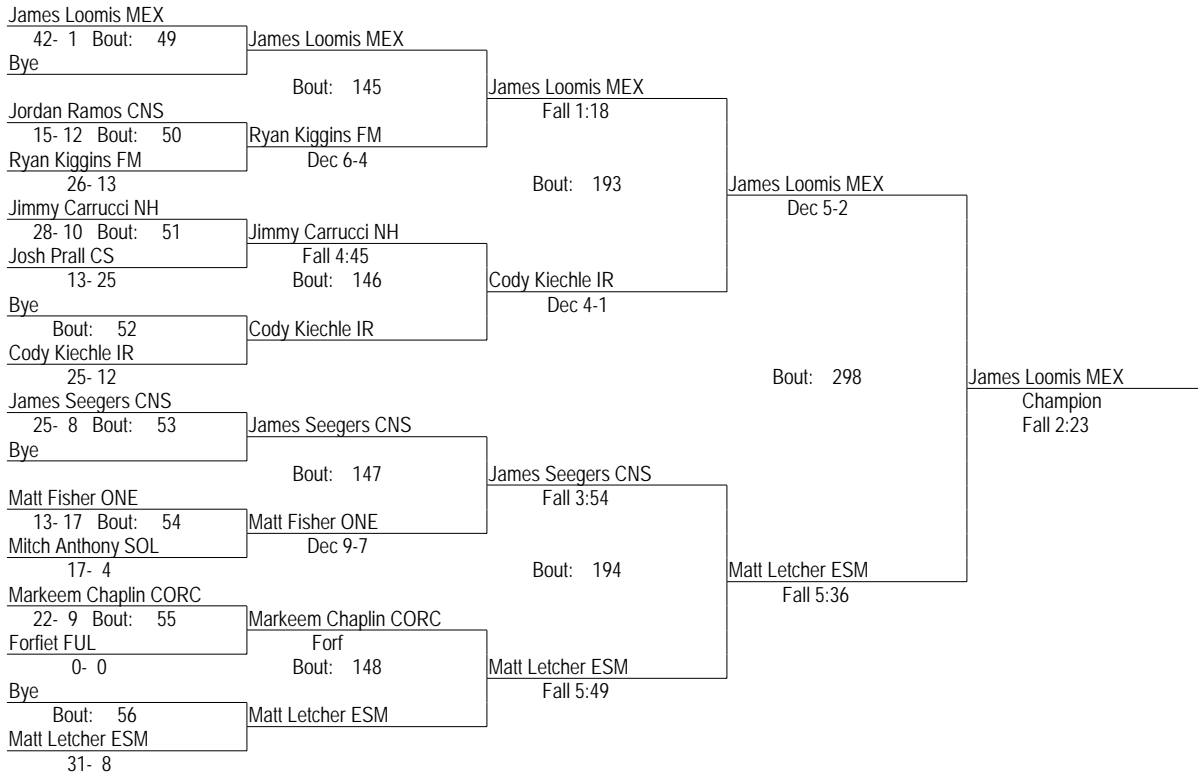 James Loomis MEX
42- 1 Bout: 49
Bye
James Loomis MEX
Bout: 145
Jordan Ramos CNS
15- 12 Bout: 50
Ryan Kiggins FM
26- 13
Ryan Kiggins FM
Dec 6-4
James Loomis MEX
Fall 1:18
Bout: 193
Jimmy Carrucci NH
28- 10 Bout: 51
Josh Prall CS
13- 25
Jimmy Carrucci NH
Fall 4:45
Bout: 146
Bye
Bout: 52
Cody Kiechle IR
25- 12
Cody Kiechle IR
Cody Kiechle IR
Dec 4-1
James Loomis MEX
Dec 5-2
Bout: 298
James Seegers CNS
25- 8 Bout: 53
Bye
James Seegers CNS
Bout: 147
Matt Fisher ONE
13- 17 Bout: 54
Mitch Anthony SOL
17- 4
Matt Fisher ONE
Dec 9-7
James Seegers CNS
Fall 3:54
Bout: 194
Markeem Chaplin CORC
22- 9 Bout: 55
Forfiet FUL
0- 0
Markeem Chaplin CORC
Forf
Bout: 148
Bye
Bout: 56
Matt Letcher ESM
31- 8
Matt Letcher ESM
Matt Letcher ESM
Fall 5:49
Matt Letcher ESM
Fall 5:36
James Loomis MEX
Champion
Fall 2:23